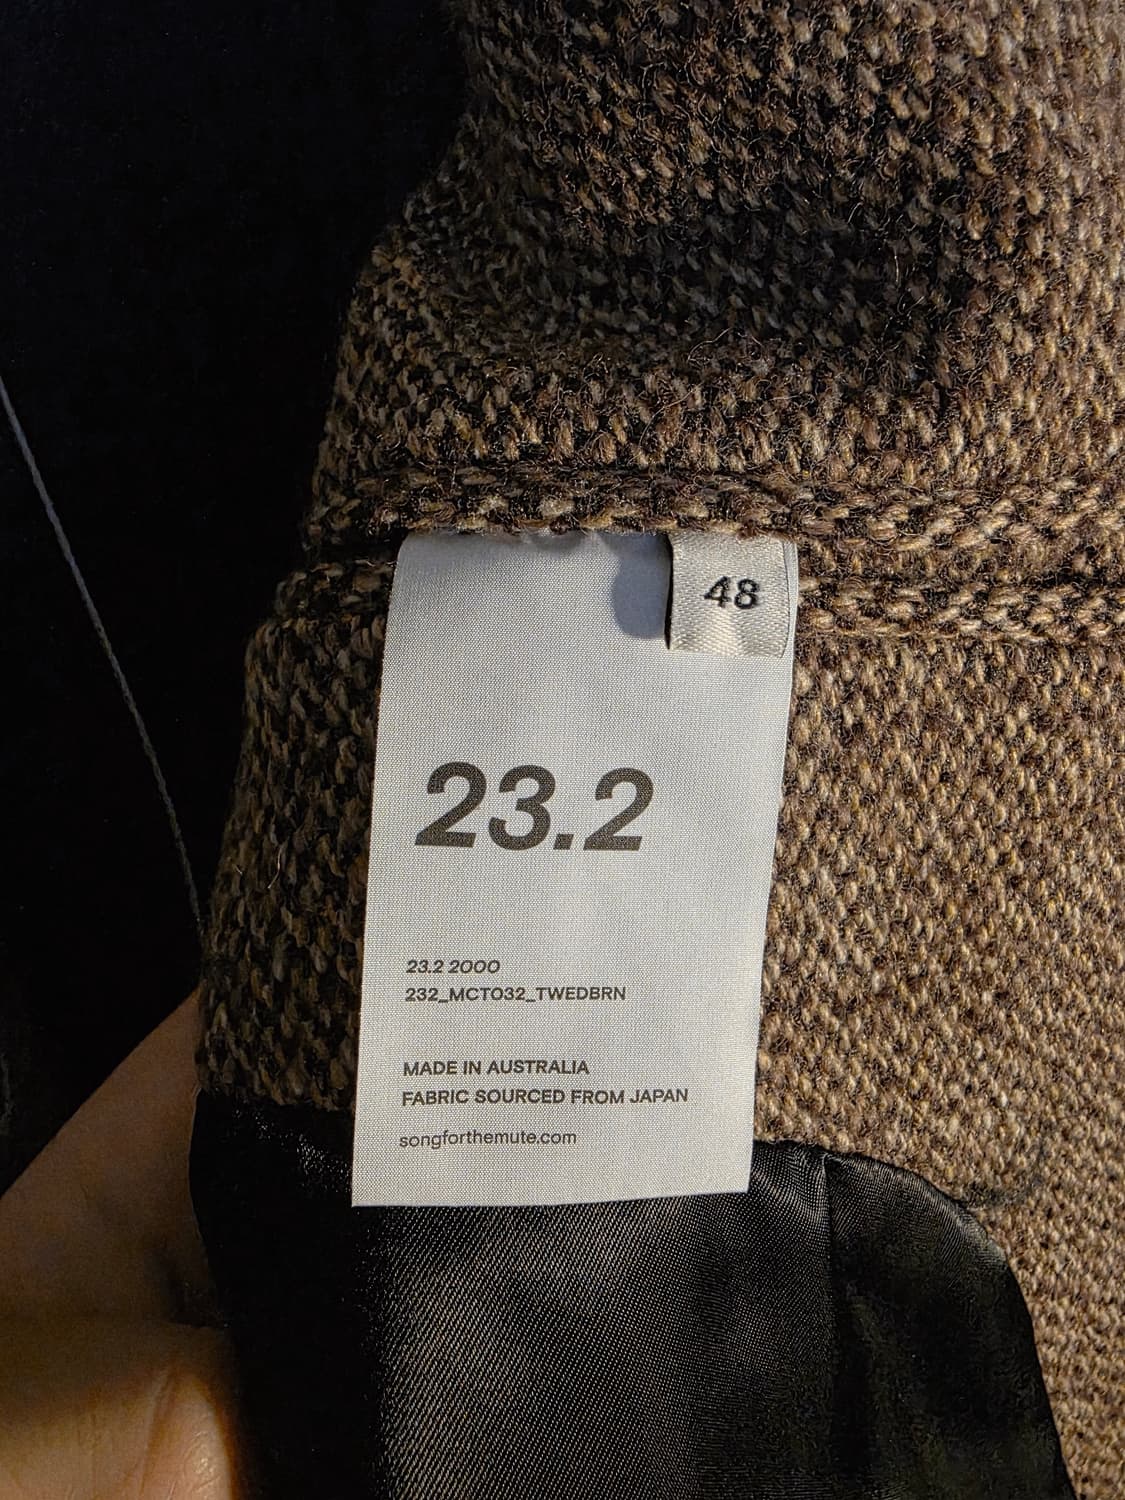 48
23.2
23.2 2000
232_MCT032_TWEDBRN
MADE IN AUSTRALIA
FABRIC SOURCED FROM JAPAN
songforthemute.com